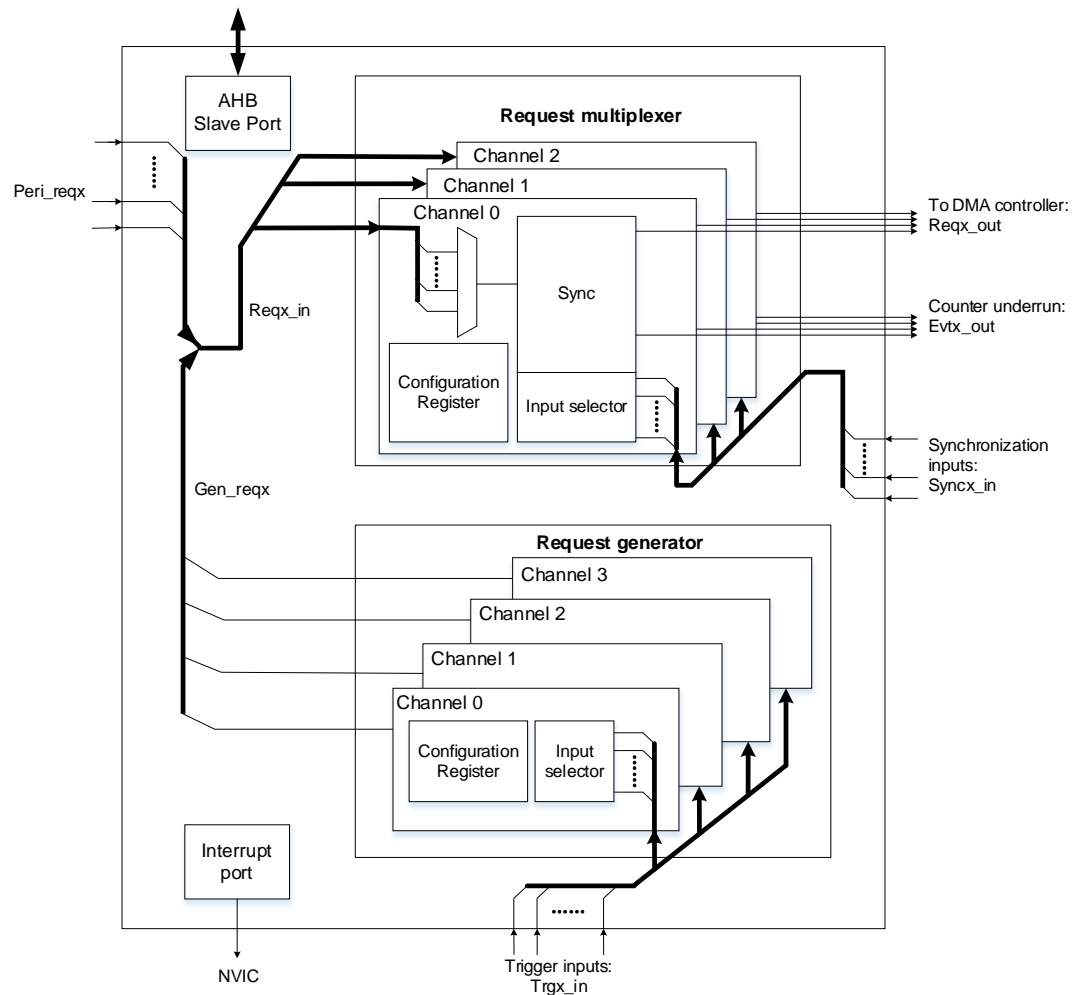 AHB
Slave Port
Peri_reqx
Request multiplexer
Channel 2
Channel 1
Channel 0
Sync
Configuration
Register
Input selector
Reqx_in
To DMA controller:
Reqx_out
Counter underrun:
Evtx_out
Synchronization
inputs:
Syncx_in
Gen_reqx
Request generator
Channel 3
Channel 2
Channel 1
Channel 0
Configuration
Register
Input
selector
Interrupt
port
NVIC
Trigger inputs:
Trgx_in